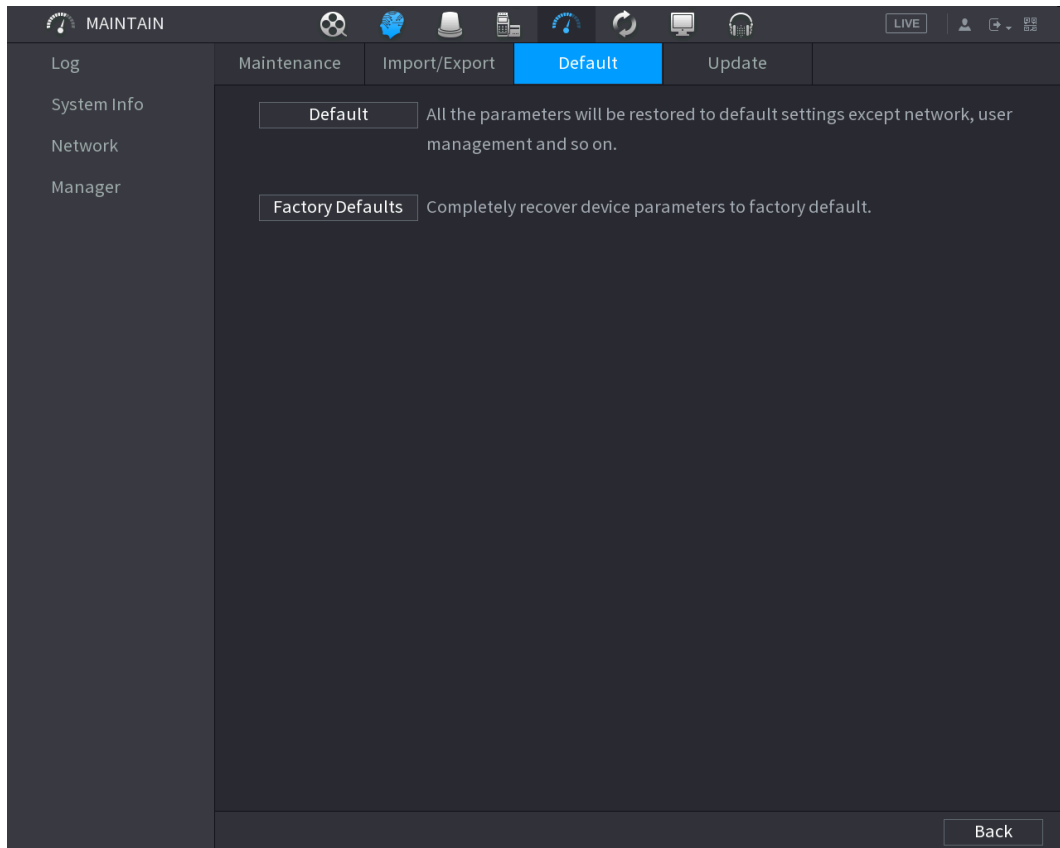 MAINTAIN
LIVE
Log
System Info
Network
Manager
Maintenance
Import/Export
Default
Update
Default
All the parameters will be restored to default settings except network, user
management and so on.
Factory Defaults
Completely recover device parameters to factory default.
Back